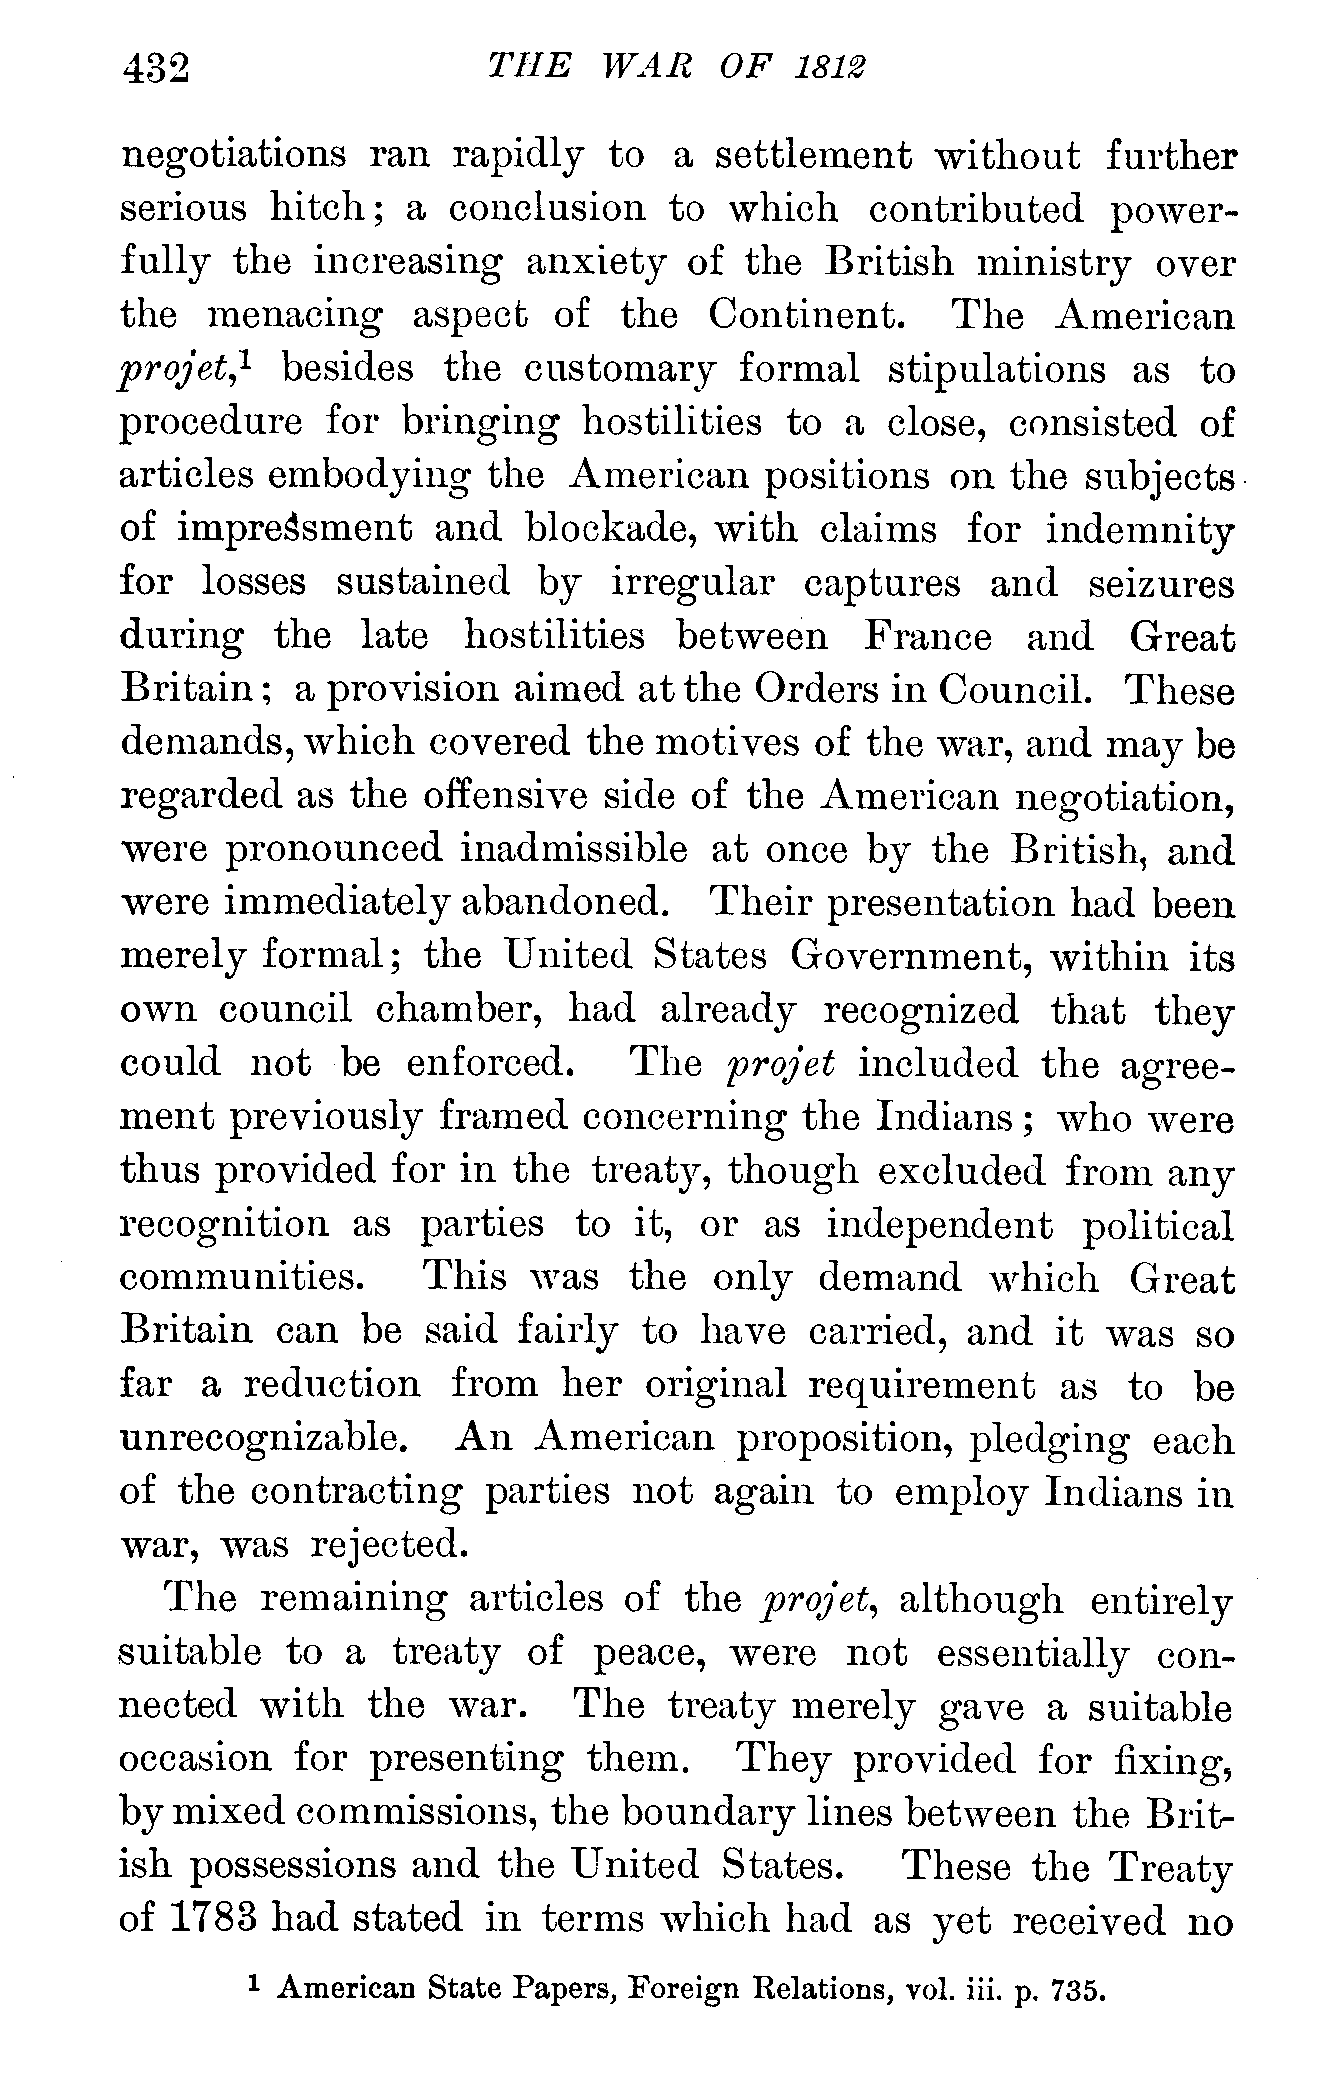 432 THE WAR OF 1812
negotiations ran rapidly to a settlement without further
serious hitch; a conclusion to which contributed power-
fully the increasing anxiety of the British ministry over
the menacing aspect of the Continent. The American
projet,¹ besides the customary formal stipulations as to
procedure for bringing hostilities to a close, consisted of
articles embodying the American positions on the subjects
of impressment and blockade, with claims for indemnity
for losses sustained by irregular captures and seizures
during the late hostilities between France and Great
Britain; a provision aimed at the Orders in Council. These
demands, which covered the motives of the war, and may be
regarded as the offensive side of the American negotiation,
were pronounced inadmissible at once by the British, and
were immediately abandoned. Their presentation had been
merely formal; the United States Government, within its
own council chamber, had already recognized that they
could not be enforced. The projet included the agree-
ment previously framed concerning the Indians; who were
thus provided for in the treaty, though excluded from any
recognition as parties to it, or as independent political
communities. This was the only demand which Great
Britain can be said fairly to have carried, and it was so
far a reduction from her original requirement as to be
unrecognizable. An American proposition, pledging each
of the contracting parties not again to employ Indians in
war, was rejected.
The remaining articles of the projet, although entirely
suitable to a treaty of peace, were not essentially con-
nected with the war. The treaty merely gave a suitable
occasion for presenting them. They provided for fixing,
by mixed commissions, the boundary lines between the Brit-
ish possessions and the United States. These the Treaty
of 1783 had stated in terms which had as yet received no
¹ American State Papers, Foreign Relations, vol. iii. p. 735.